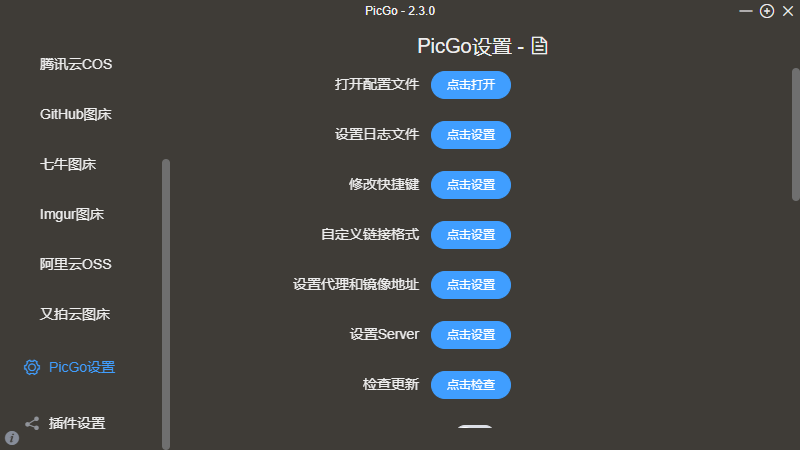 PicGo - 2.3.0
腾讯云COS
GitHub图床
七牛图床
Imgur图床
阿里云OSS
又拍云图床
PicGo设置
插件设置
PicGo设置 -
打开配置文件 点击打开
设置日志文件 点击设置
修改快捷键 点击设置
自定义链接格式 点击设置
设置代理和镜像地址 点击设置
设置Server 点击设置
检查更新 点击检查